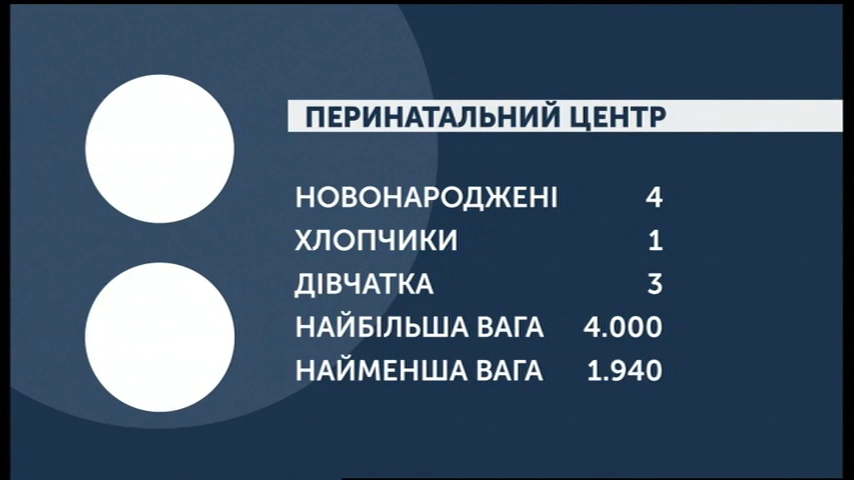 ПЕРИНАТАЛЬНИЙ ЦЕНТР
НОВОНАРОДЖЕНІ 4
ХЛОПЧИКИ 1
ДІВЧАТКА 3
НАЙБІЛЬША ВАГА 4.000
НАЙМЕНША ВАГА 1.940